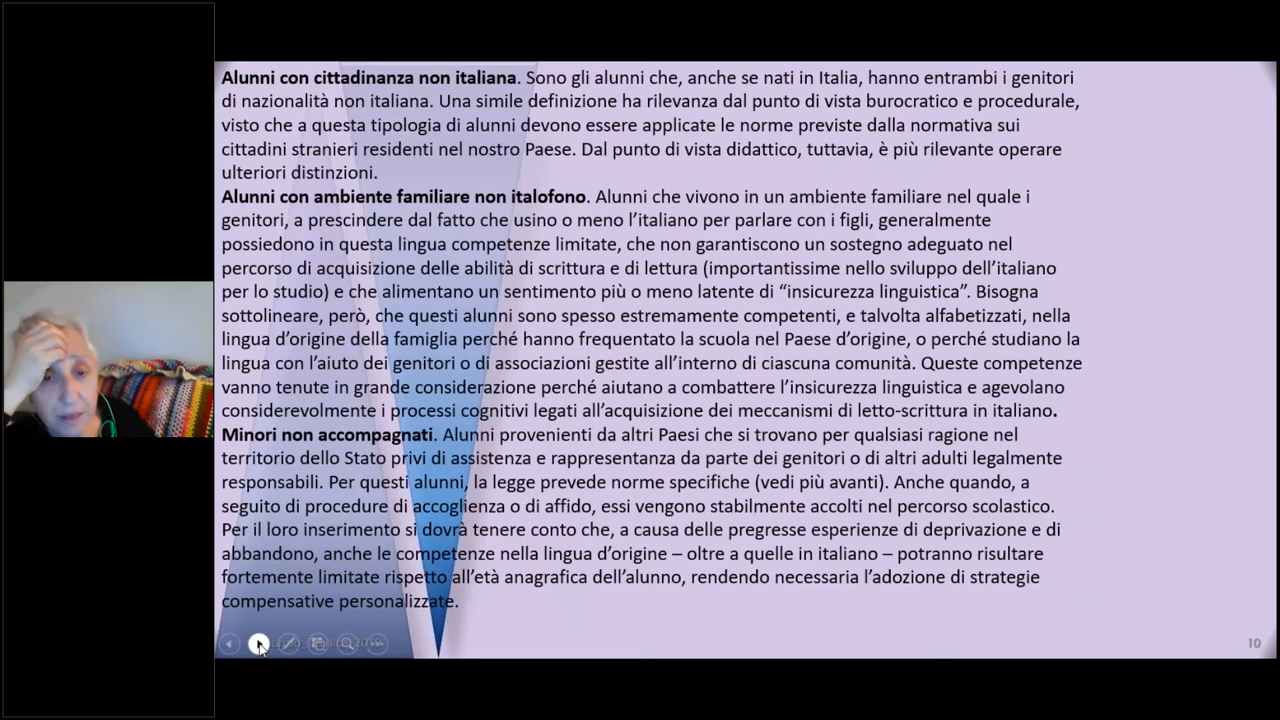 Alunni con cittadinanza non italiana. Sono gli alunni che, anche se nati in Italia, hanno entrambi i genitori
di nazionalità non italiana. Una simile definizione ha rilevanza dal punto di vista burocratico e procedurale,
visto che a questa tipologia di alunni devono essere applicate le norme previste dalla normativa sui
cittadini stranieri residenti nel nostro Paese. Dal punto di vista didattico, tuttavia, è più rilevante operare
ulteriori distinzioni.
Alunni con ambiente familiare non italofono. Alunni che vivono in un ambiente familiare nel quale i
genitori, a prescindere dal fatto che usino o meno l’italiano per parlare con i figli, generalmente
possiedono in questa lingua competenze limitate, che non garantiscono un sostegno adeguato nel
percorso di acquisizione delle abilità di scrittura e di lettura (importantissime nello sviluppo dell’italiano
per lo studio) e che alimentano un sentimento più o meno latente di “insicurezza linguistica”. Bisogna
sottolineare, però, che questi alunni sono spesso estremamente competenti, e talvolta alfabetizzati, nella
lingua d’origine della famiglia perché hanno frequentato la scuola nel Paese d’origine, o perché studiano la
lingua con l’aiuto dei genitori o di associazioni gestite all’interno di ciascuna comunità. Queste competenze
vanno tenute in grande considerazione perché aiutano a combattere l’insicurezza linguistica e agevolano
considerevolmente i processi cognitivi legati all’acquisizione dei meccanismi di letto-scrittura in italiano.
Minori non accompagnati. Alunni provenienti da altri Paesi che si trovano per qualsiasi ragione nel
territorio dello Stato privi di assistenza e rappresentanza da parte dei genitori o di altri adulti legalmente
responsabili. Per questi alunni, la legge prevede norme specifiche (vedi più avanti). Anche quando, a
seguito di procedure di accoglienza o di affido, essi vengono stabilmente accolti nel percorso scolastico.
Per il loro inserimento si dovrà tenere conto che, a causa delle pregresse esperienze di deprivazione e di
abbandono, anche le competenze nella lingua d’origine – oltre a quelle in italiano – potranno risultare
fortemente limitate rispetto all’età anagrafica dell’alunno, rendendo necessaria l’adozione di strategie
compensative personalizzate.
10